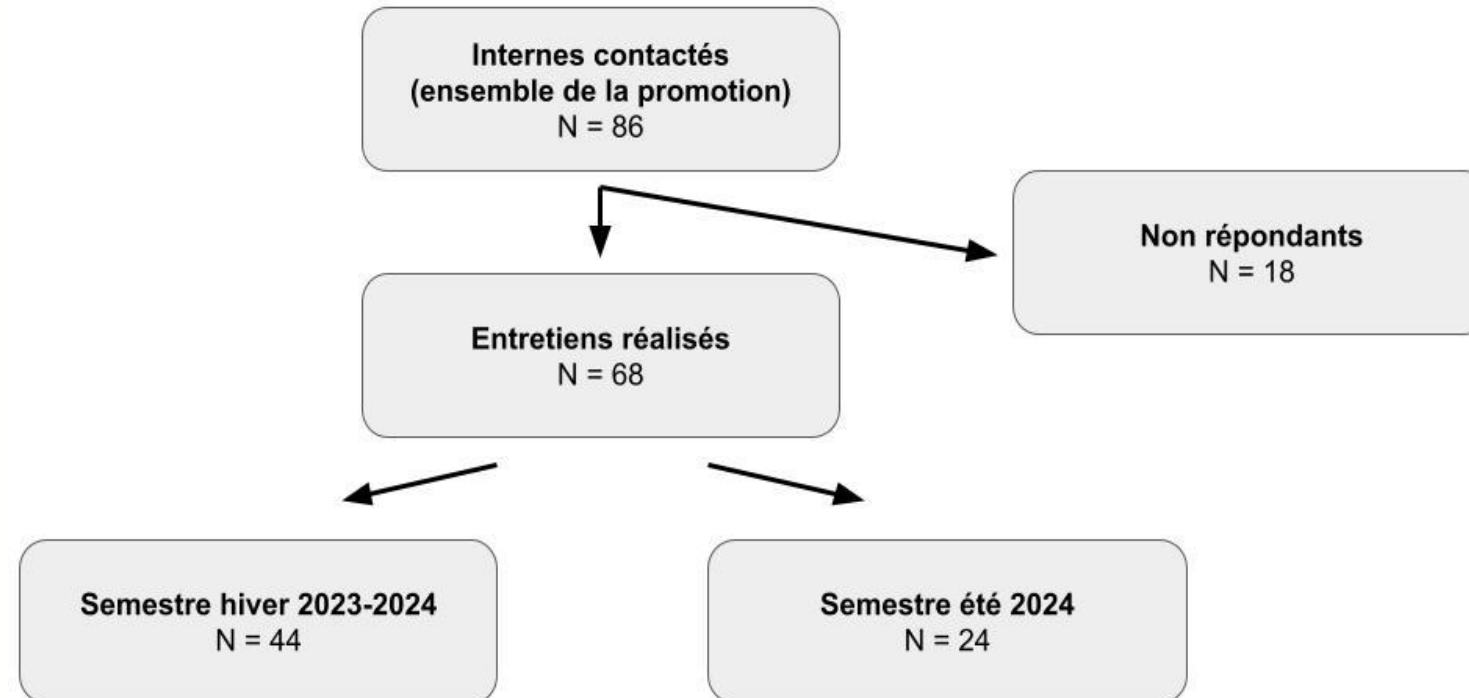 Internes contactés
(ensemble de la promotion)
N = 86
Non répondants
N = 18
Entretiens réalisés
N = 68
Semestre hiver 2023-2024
N = 44
Semestre été 2024
N = 24